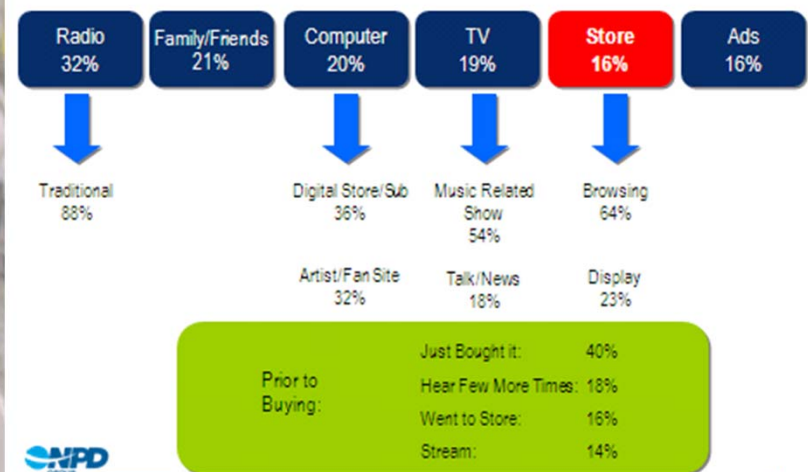 Radio
32%
Family/Friends
21%
Computer
20%
TV
19%
Store
16%
Ads
16%
Traditional
88%
Digital Store/Sub
36%
Music Related
Show
54%
Browsing
64%
Artist/Fan Site
32%
Talk/News
18%
Display
23%
Prior to
Buying:
Just Bought it: 40%
Hear Few More Times: 18%
Went to Store: 16%
Stream: 14%
NPD